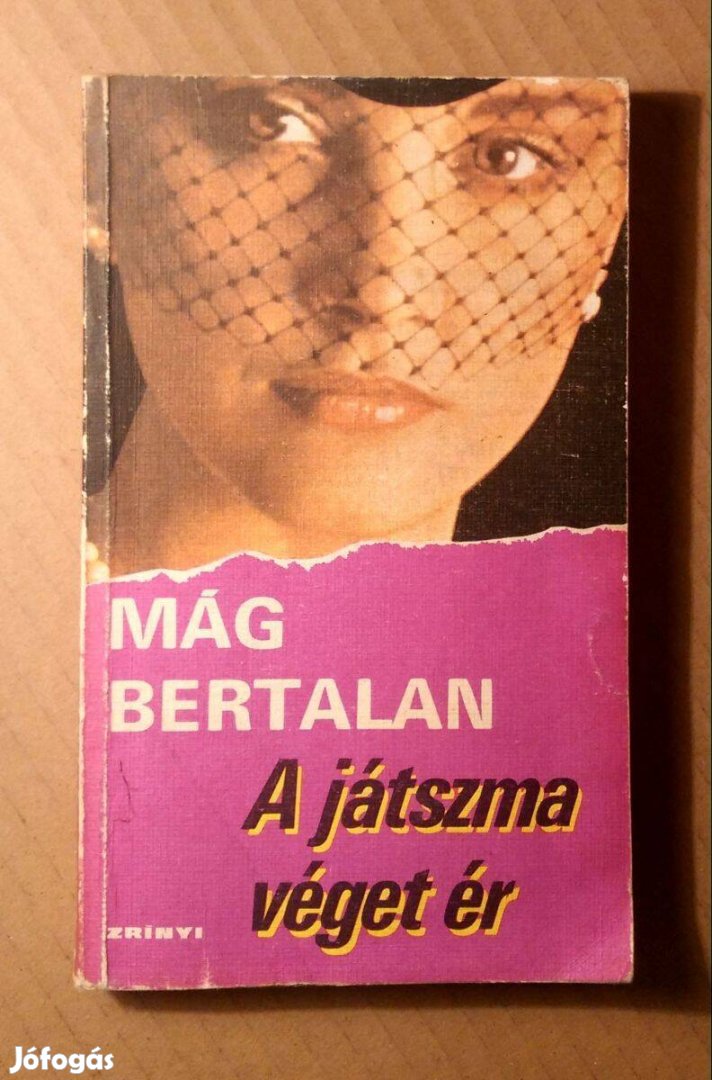 MÁG
BERTALAN
A játszma
véget ér
ZRÍNYI
Jófogás